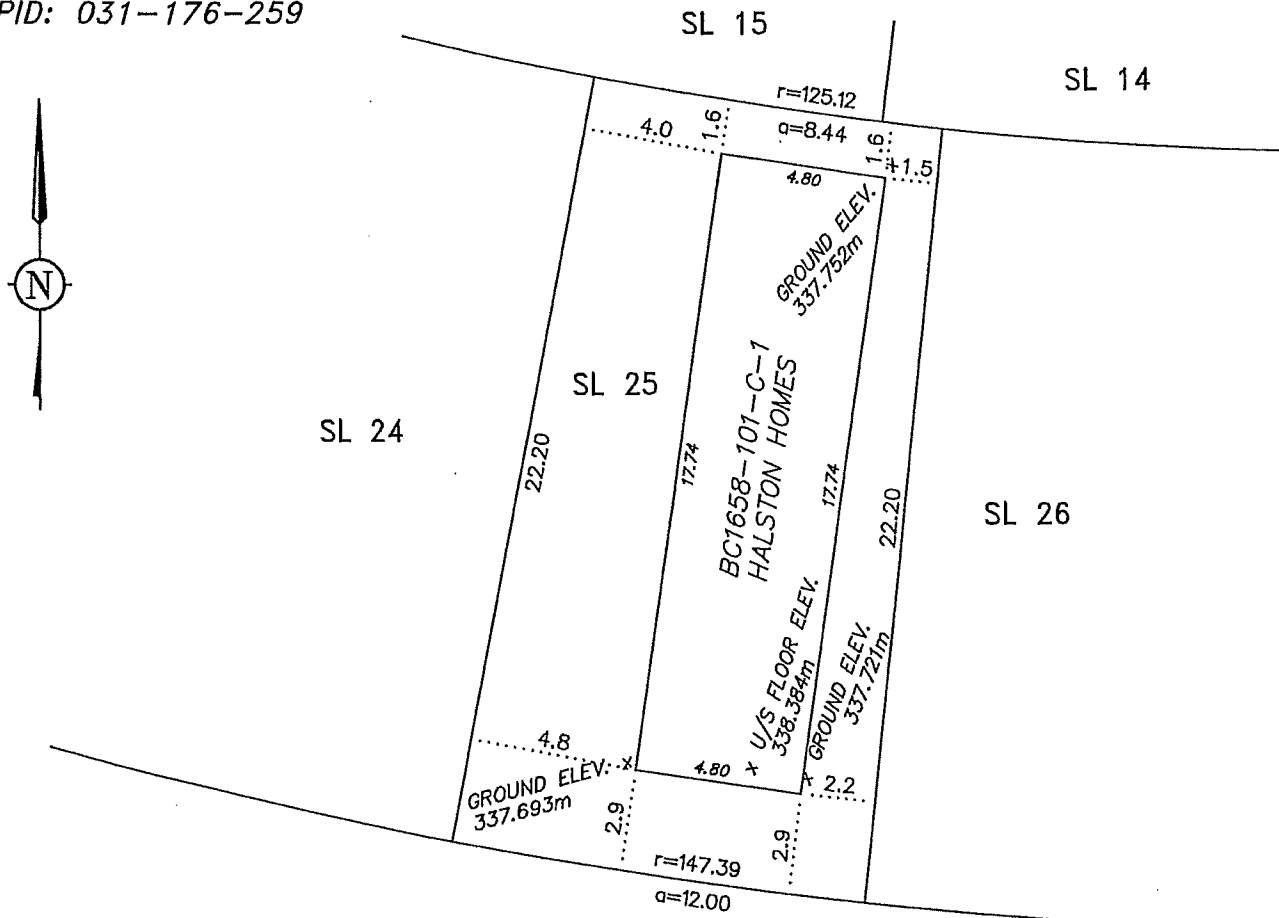 PID: 031-176-259
SL 15
SL 14
r=125.12
a=8.44
4.0
1.6
1.6
1.5
4.80
GROUND ELEV.
337.752m
N
SL 25
BC1658-101-C-1
HALSTON HOMES
SL 24
22.20
17.74
17.74
22.20
SL 26
U/S FLOOR ELEV.
338.384m
GROUND ELEV.
337.721m
4.8
GROUND ELEV.
337.693m
4.80
2.2
2.9
2.9
r=147.39
a=12.00